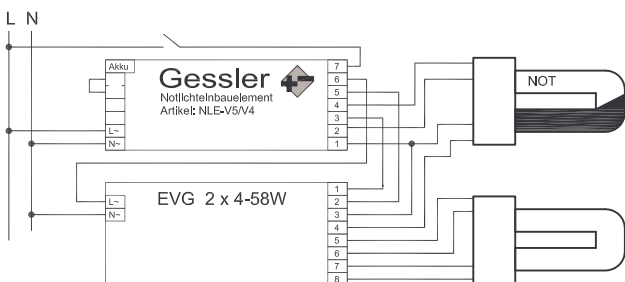 L N
Akku
Gessler
Notlichteinbauelement
Artikel: NLE-V5/V4
L~
N~
7
6
5
4
3
2
1
NOT
EVG 2 x 4-58W
L~
N~
1
2
3
4
5
6
7
8